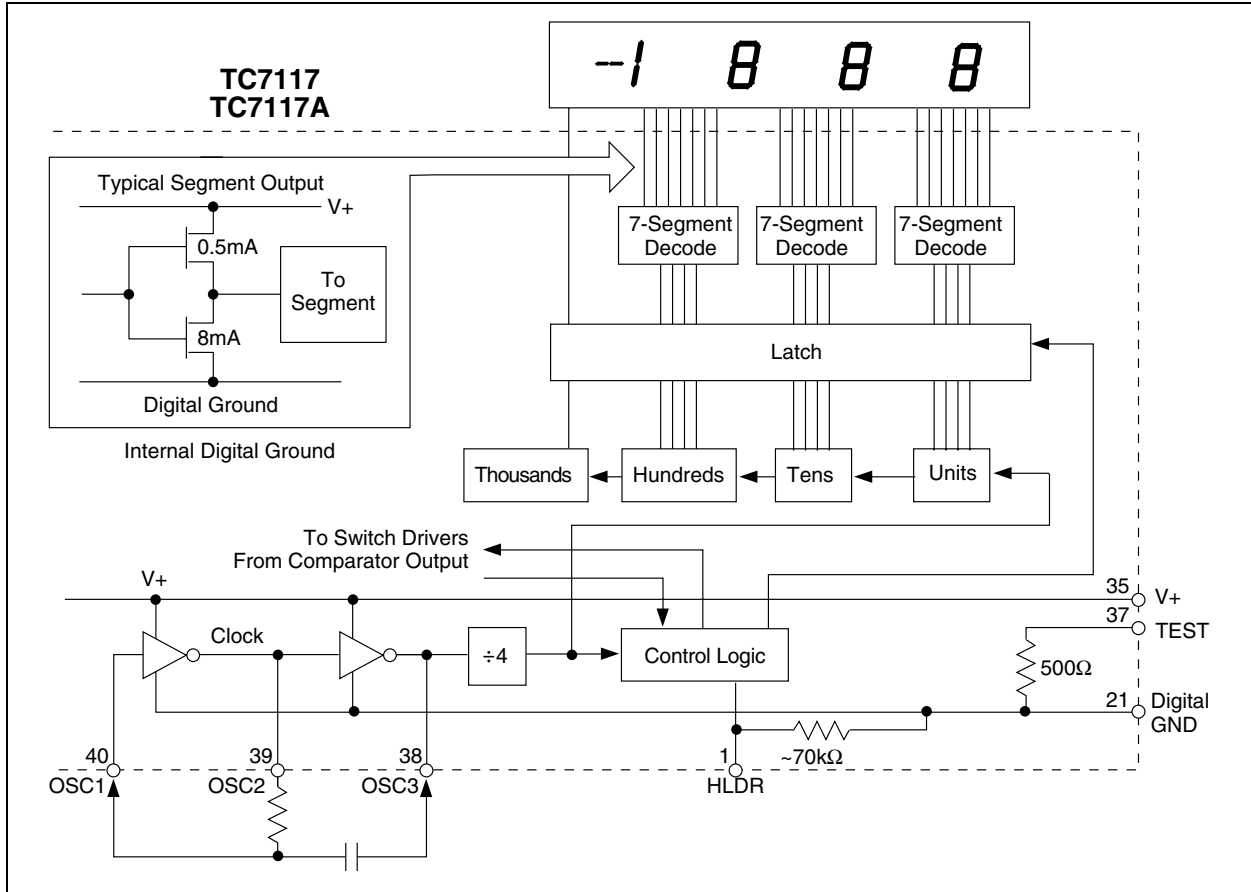 TC7117
TC7117A
-1 8 8 8
Typical Segment Output
V+
0.5mA
To
Segment
8mA
Digital Ground
Internal Digital Ground
7-Segment
Decode
7-Segment
Decode
7-Segment
Decode
Latch
Thousands
Hundreds
Tens
Units
To Switch Drivers
From Comparator Output
V+
Clock
÷4
Control Logic
35
V+
37
TEST
500Ω
21
Digital
GND
~70kΩ
40
OSC1
39
OSC2
38
OSC3
1
HLDR